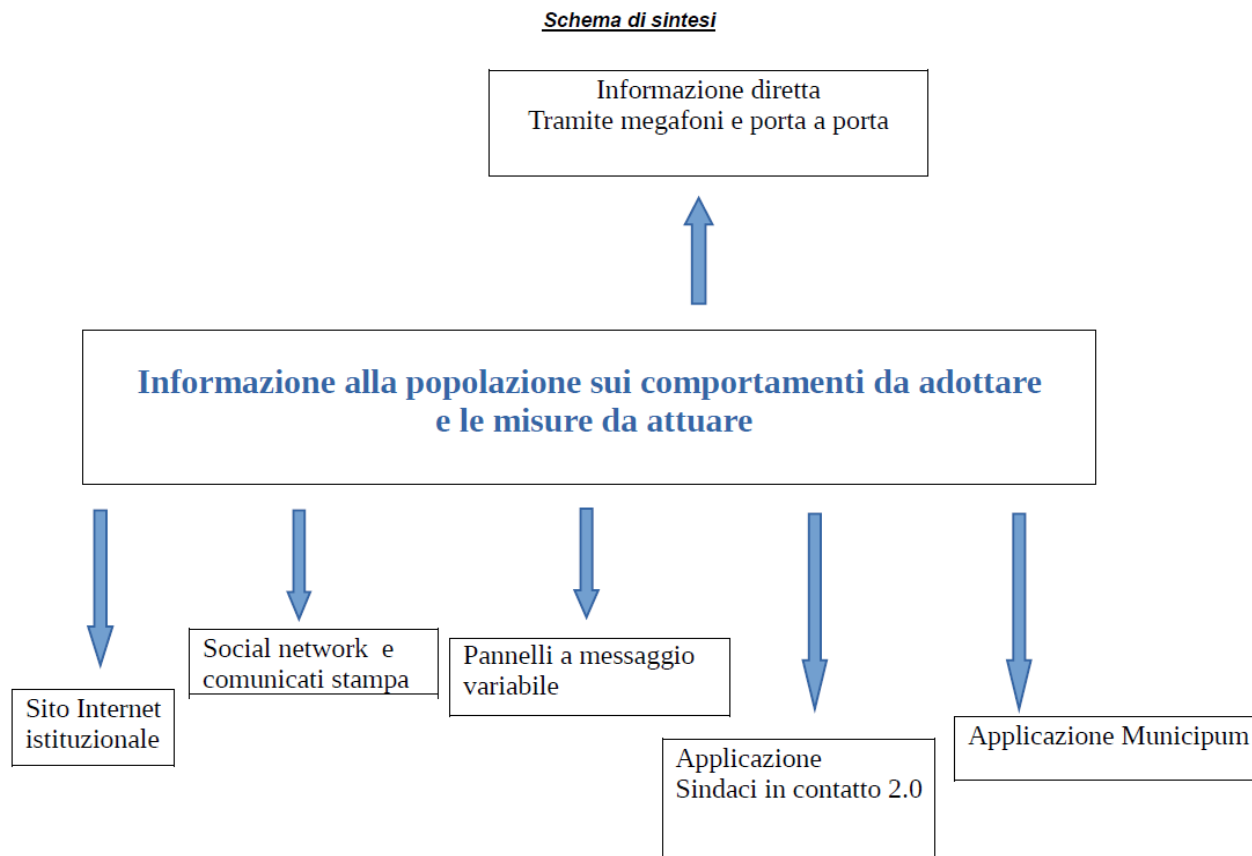 Schema di sintesi
Informazione diretta
Tramite megafoni e porta a porta
Informazione alla popolazione sui comportamenti da adottare
e le misure da attuare
Sito Internet
istituzionale
Social network e
comunicati stampa
Pannelli a messaggio
variabile
Applicazione
Sindaci in contatto 2.0
Applicazione Municipum